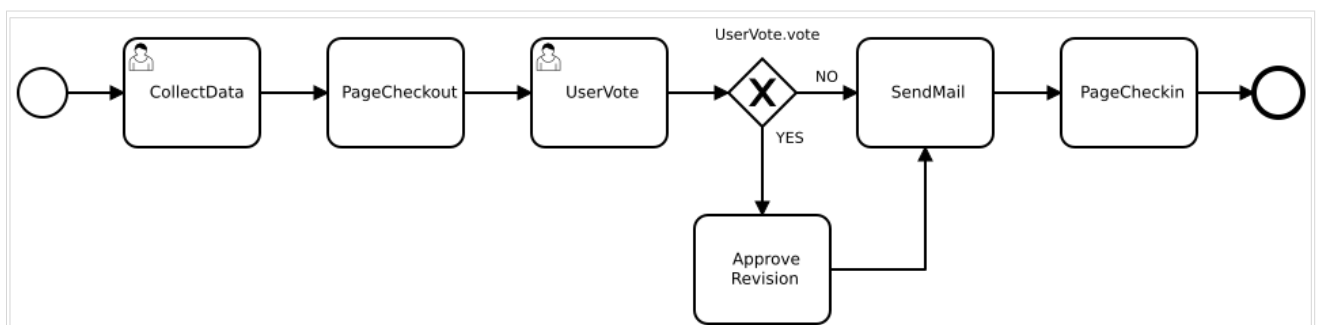 UserVote.vote
CollectData
PageCheckout
UserVote
X
NO
SendMail
PageCheckin
YES
Approve
Revision